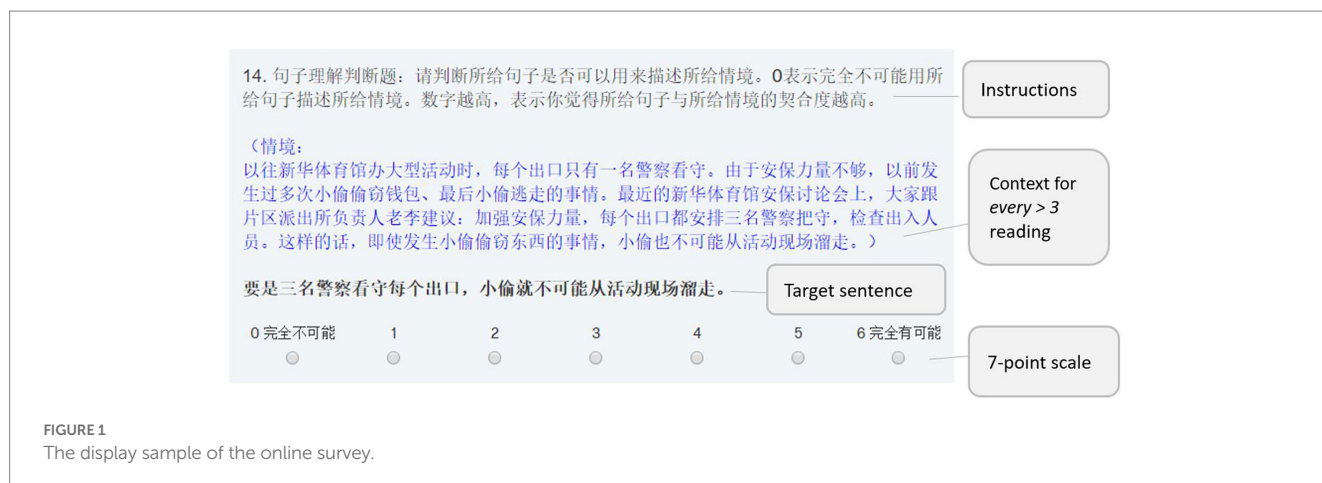 14. 句子理解判断题：请判断所给句子是否可以用来描述所给情境。0表示完全不可能用所
给句子描述所给情境。数字越高，表示你觉得所给句子与所给情境的契合度越高。
Instructions
（情境：
以往新华体育馆办大型活动时，每个出口只有一名警察看守。由于安保力量不够，以前发
生过多次小偷偷窃钱包、最后小偷逃走的事情。最近的新华体育馆安保讨论会上，大家跟
片区派出所负责人老李建议：加强安保力量，每个出口都安排三名警察把守，检查出入人
员。这样的话，即使发生小偷偷窃东西的事情，小偷也不可能从活动现场溜走。）
Context for
every > 3
reading
要是三名警察看守每个出口，小偷就不可能从活动现场溜走。
Target sentence
0 完全不可能 1 2 3 4 5 6 完全有可能
7-point scale
FIGURE 1
The display sample of the online survey.